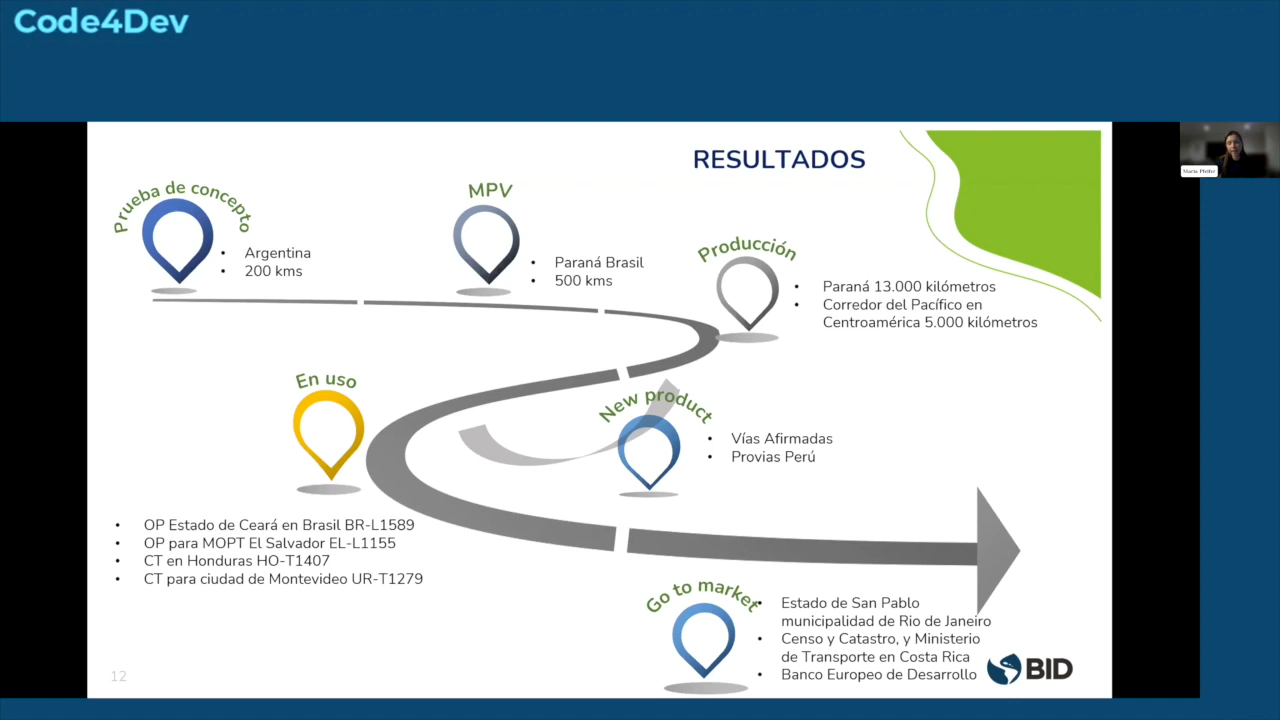 Code4Dev
RESULTADOS
Prueba de concepto
• Argentina
• 200 kms
MPV
• Paraná Brasil
• 500 kms
Producción
• Paraná 13.000 kilómetros
• Corredor del Pacífico en
Centroamérica 5.000 kilómetros
Maria Pfeifer
En uso
• OP Estado de Ceará en Brasil BR-L1589
• OP para MOPT El Salvador EL-L1155
• CT en Honduras HO-T1407
• CT para ciudad de Montevideo UR-T1279
New product
• Vías Afirmadas
• Provias Perú
Go to market
• Estado de San Pablo
municipalidad de Rio de Janeiro
• Censo y Catastro, y Ministerio
de Transporte en Costa Rica
• Banco Europeo de Desarrollo
BID
12